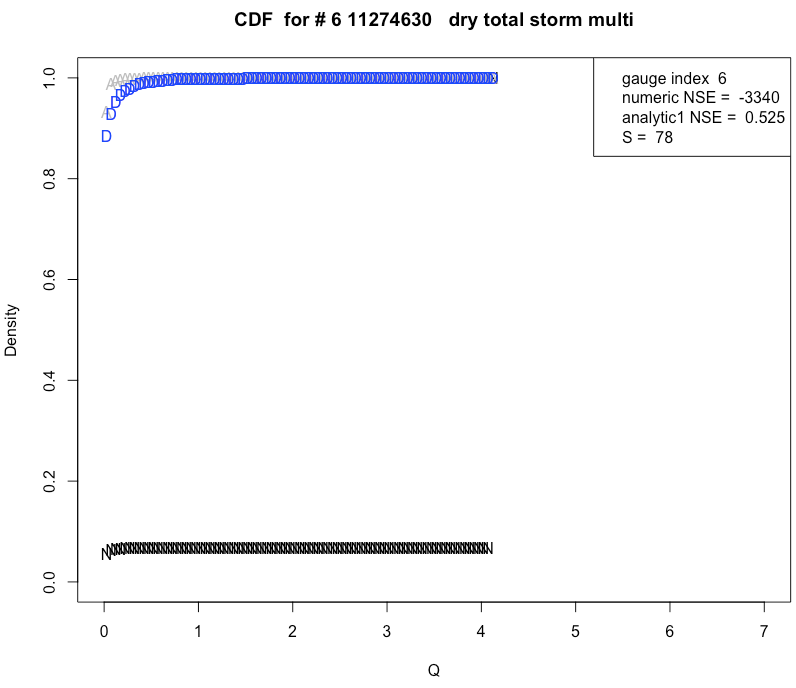 CDF for # 6 11274630 dry total storm multi
gauge index 6
numeric NSE = -3340
analytic1 NSE = 0.525
S = 78
1.0
0.8
0.6
0.4
0.2
0.0
Density
0 1 2 3 4 5 6 7
Q